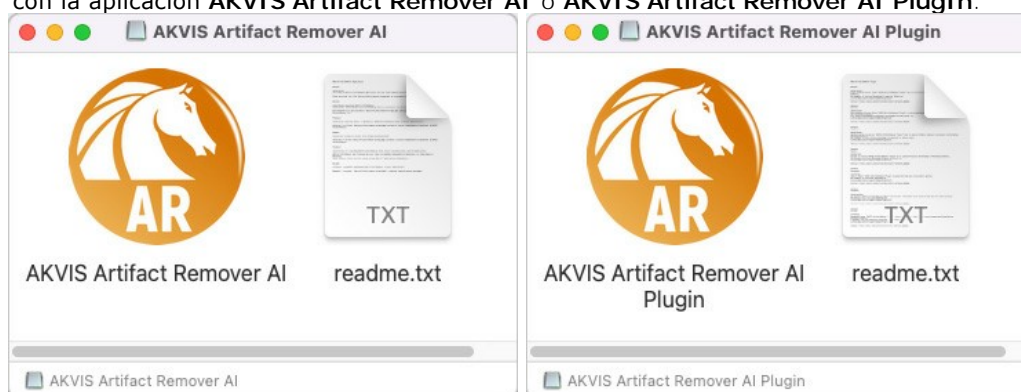 con la aplicación AKVIS Artifact Remover AI o AKVIS Artifact Remover AI Plugin.
AKVIS Artifact Remover AI
AR
TXT
AKVIS Artifact Remover AI
readme.txt
AKVIS Artifact Remover AI
AKVIS Artifact Remover AI Plugin
AR
TXT
AKVIS Artifact Remover AI
Plugin
readme.txt
AKVIS Artifact Remover AI Plugin